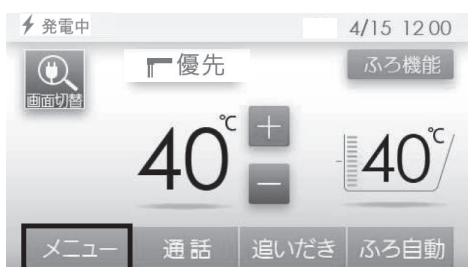 発電中 4/15 12:00
優先 ふろ機能
画面切替
40℃ + 40℃
−
メニュー 通話 追いだき ふろ自動